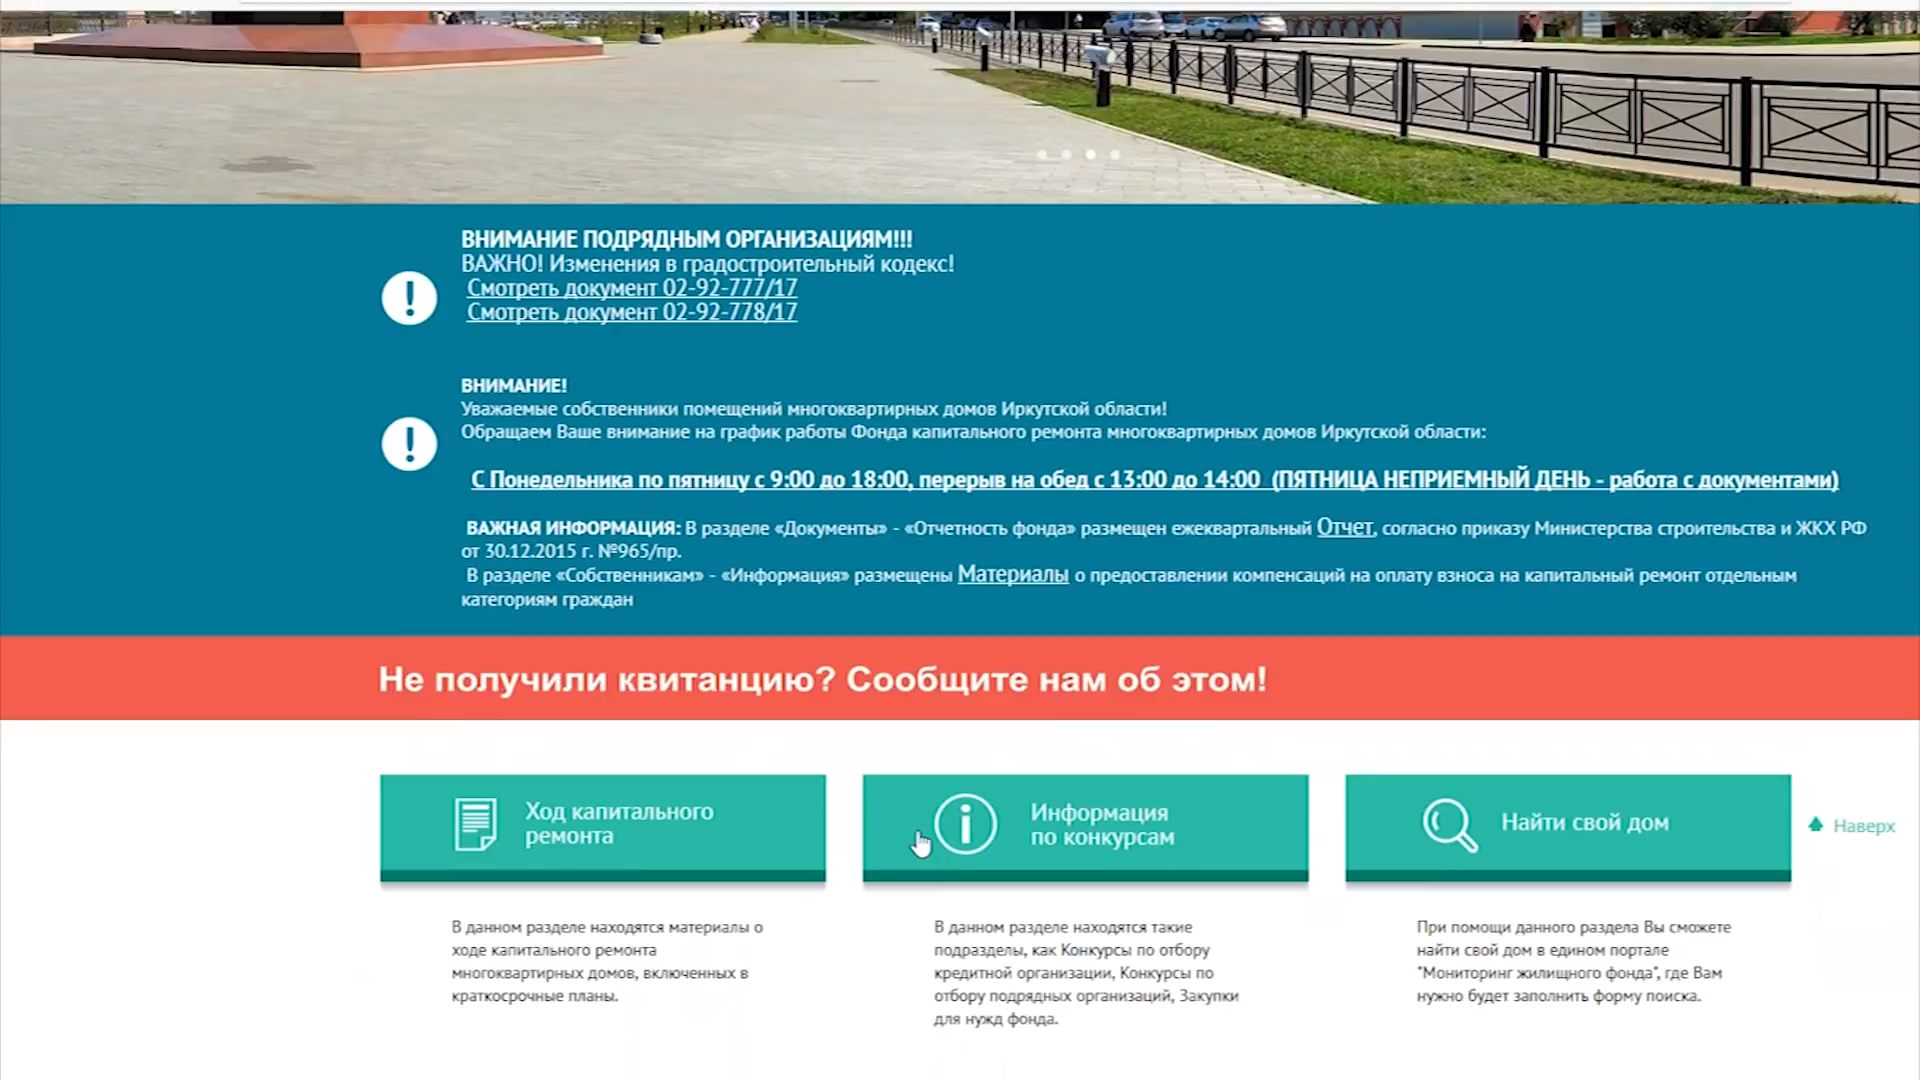 ВНИМАНИЕ ПОДРЯДНЫМ ОРГАНИЗАЦИЯМ!!!
ВАЖНО! Изменения в градостроительный кодекс!
Смотреть документ 02-92-777/17
Смотреть документ 02-92-778/17
ВНИМАНИЕ!
Уважаемые собственники помещений многоквартирных домов Иркутской области!
Обращаем Ваше внимание на график работы Фонда капитального ремонта многоквартирных домов Иркутской области:
С Понедельника по пятницу с 9:00 до 18:00, перерыв на обед с 13:00 до 14:00 (ПЯТНИЦА НЕПРИЕМНЫЙ ДЕНЬ - работа с документами)
ВАЖНАЯ ИНФОРМАЦИЯ: В разделе «Документы» - «Отчетность фонда» размещен ежеквартальный Отчет, согласно приказу Министерства строительства и ЖКХ РФ
от 30.12.2015 г. №965/пр.
В разделе «Собственникам» - «Информация» размещены Материалы о предоставлении компенсаций на оплату взноса на капитальный ремонт отдельным
категориям граждан
Не получили квитанцию? Сообщите нам об этом!
Ход капитального
ремонта
В данном разделе находятся материалы о
ходе капитального ремонта
многоквартирных домов, включенных в
краткосрочные планы.
Информация
по конкурсам
В данном разделе находятся такие
подразделы, как Конкурсы по отбору
кредитной организации, Конкурсы по
отбору подрядных организаций, Закупки
для нужд фонда.
Найти свой дом
При помощи данного раздела Вы сможете
найти свой дом в едином портале
"Мониторинг жилищного фонда", где Вам
нужно будет заполнить форму поиска.
Наверх